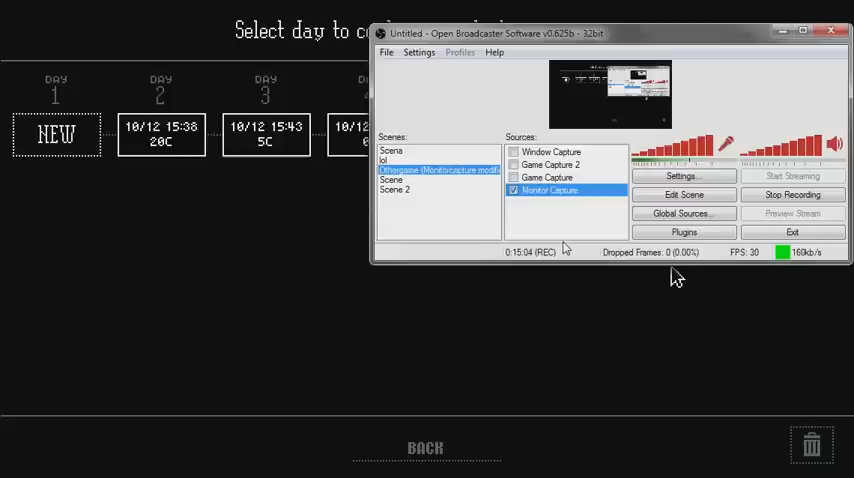 Select day to co
Untitled - Open Broadcaster Software v0.625b - 32bit
File Settings Profiles Help
DAY 1
NEW
DAY 2
10/12 15:38
20C
DAY 3
10/12 15:43
5C
DAY
10/12
Scenes:
Scena
lol
Othergame (Monitorcapture modifi
Scene
Scene 2
Sources:
Window Capture
Game Capture 2
Game Capture
Monitor Capture
Settings...
Start Streaming
Edit Scene
Stop Recording
Global Sources...
Preview Stream
Plugins
Exit
0:15:04 (REC)
Dropped Frames: 0 (0.00%)
FPS: 30
160kb/s
BACK